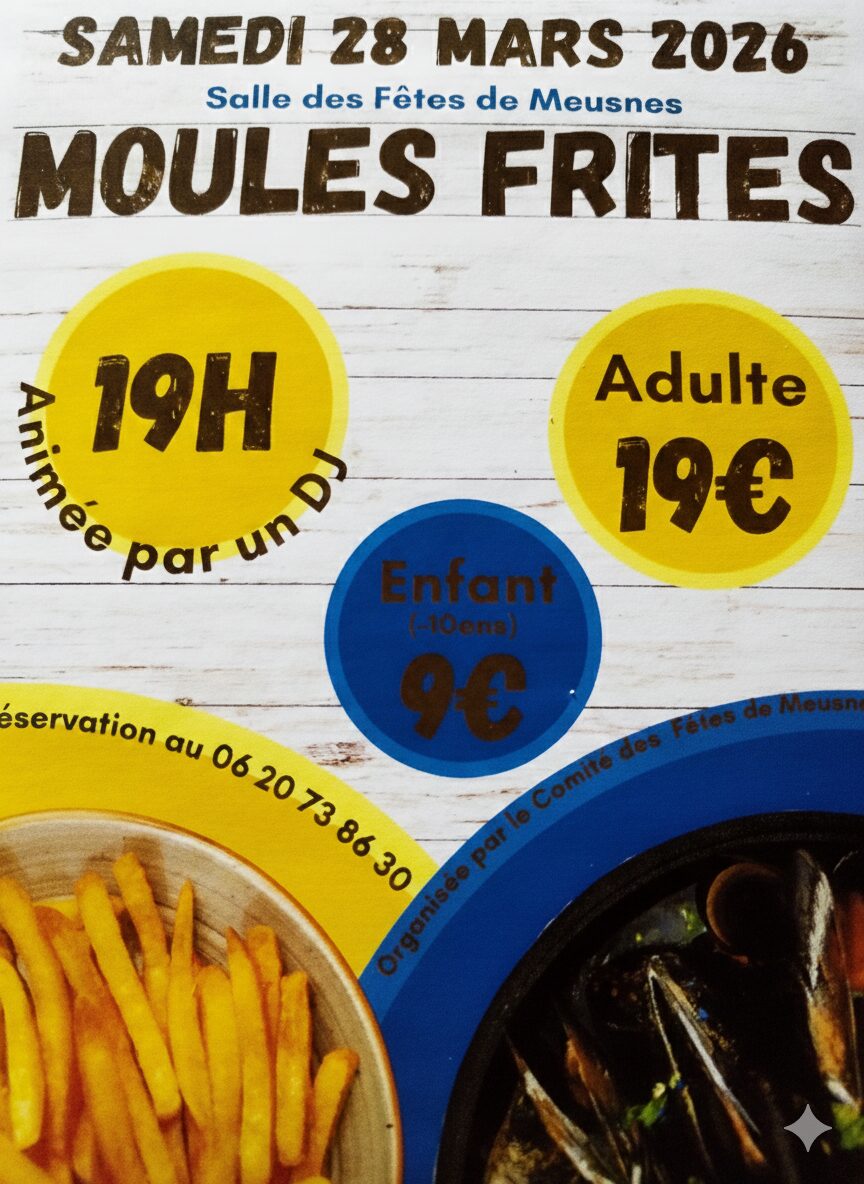 SAMEDI 28 MARS 2026
Salle des Fêtes de Meusnes
MOULES FRITES
19H
Animée par un DJ
Adulte
19€
Enfant
(-10ens)
9€
éservation au 06 20 73 86 30
Organisée par le Comité des Fêtes de Meusne